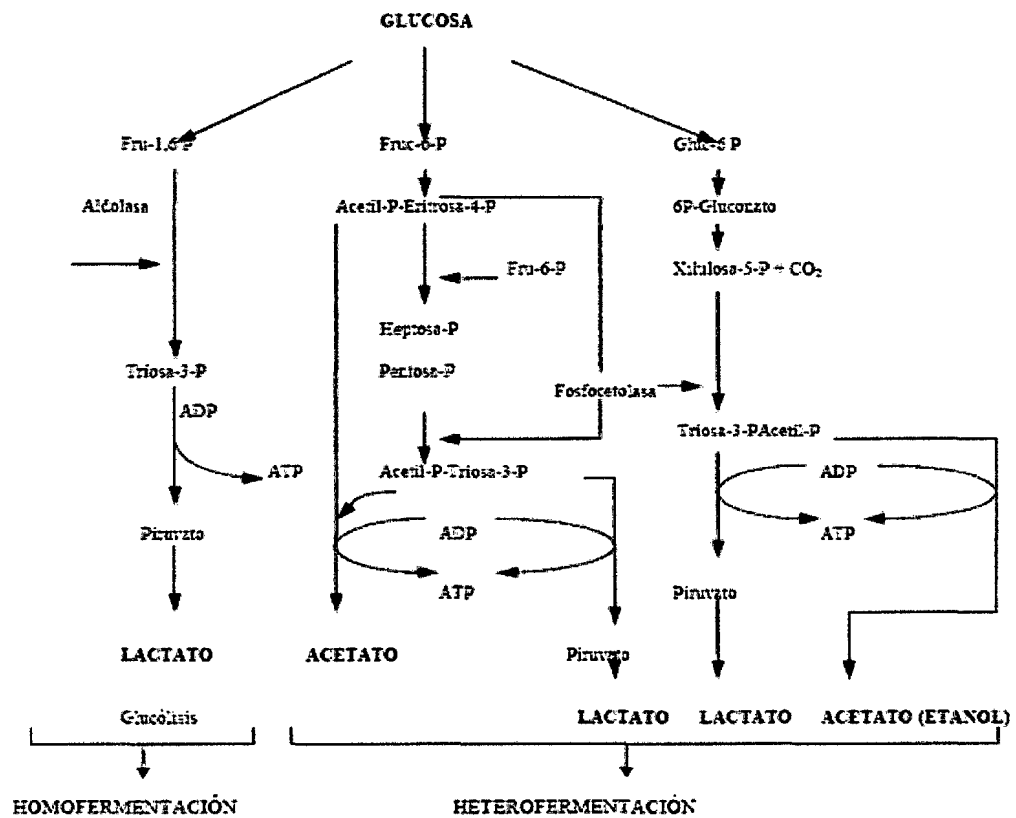 GLUCOSA
Fru-1,6 P
Fruc-6-P
Gluc-6 P
Aldolasa
Acetil-P-Eritrosa-4-P
6P-Gluconato
Fru-6-P
Xilulosa-5-P + CO₂
Heptosa-P
Triosa-3-P
Pentosa-P
Fosfocetolasa
ADP
Triosa-3-PAcetil-P
ATP
Acetil-P-Triosa-3-P
ADP
Piruvato
ADP
ATP
ATP
Piruvato
LACTATO
ACETATO
Piruvato
Glucólisis
LACTATO
LACTATO
ACETATO (ETANOL)
HOMOFERMENTACIÓN
HETEROFERMENTACIÓN